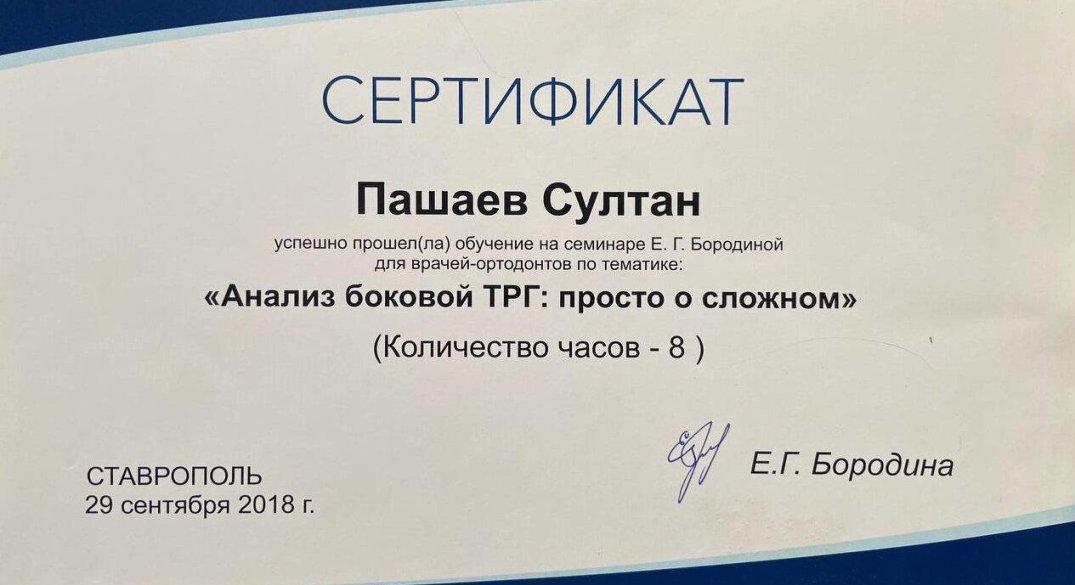 СЕРТИФИКАТ
Пашаев Султан
успешно прошел(ла) обучение на семинаре Е. Г. Бородиной
для врачей-ортодонтов по тематике:
«Анализ боковой ТРГ: просто о сложном»
(Количество часов - 8 )
СТАВРОПОЛЬ
29 сентября 2018 г.
Е.Г. Бородина